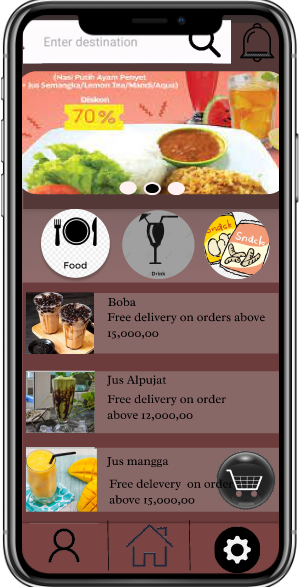 Enter destination
(Nasi Putih Ayam Penyet
+ Jus Semangka/Lemon Tea/Mandi/Aqua)
Diskon
70%
Food
Drink
Snack
Snack
Boba
Free delivery on orders above
15,000,00
Jus Alpujat
Free delivery on order
above 12,000,00
Jus mangga
Free delevery on order
above 15,000,00